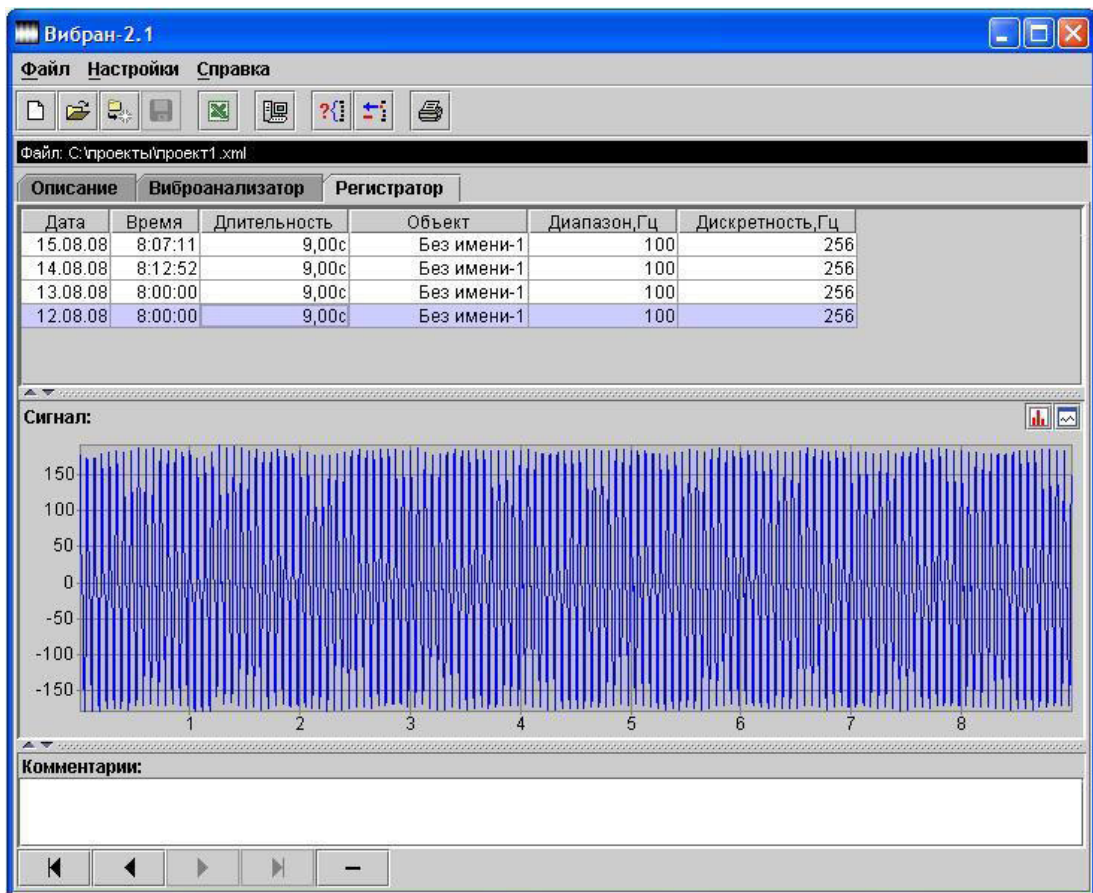 Вибран-2.1
Файл Настройки Справка
Файл: C:\проекты\проект1.xml
Описание Виброанализатор Регистратор
Дата Время Длительность Объект Диапазон,Гц Дискретность,Гц
15.08.08 8:07:11 9,00с Без имени-1 100 256
14.08.08 8:12:52 9,00с Без имени-1 100 256
13.08.08 8:00:00 9,00с Без имени-1 100 256
12.08.08 8:00:00 9,00с Без имени-1 100 256
Сигнал:
150
100
50
0
-50
-100
-150
1 2 3 4 5 6 7 8
Комментарии: